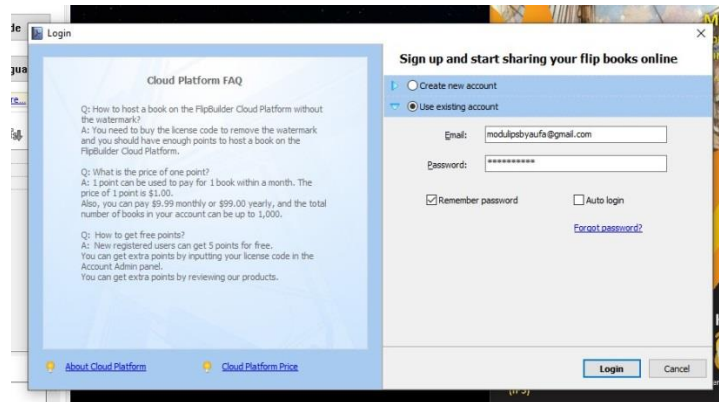 de
Login
gua
re...
Cloud Platform FAQ
Q: How to host a book on the FlipBuilder Cloud Platform without
the watermark?
A: You need to buy the license code to remove the watermark
and you should have enough points to host a book on the
FlipBuilder Cloud Platform.
Q: What is the price of one point?
A: 1 point can be used to pay for 1 book within a month. The
price of 1 point is $1.00.
Also, you can pay $9.99 monthly or $99.00 yearly, and the total
number of books in your account can be up to 1,000.
Q: How to get free points?
A: New registered users can get 5 points for free.
You can get extra points by inputting your license code in the
Account Admin panel.
You can get extra points by reviewing our products.
About Cloud Platform
Cloud Platform Price
Sign up and start sharing your flip books online
Create new account
Use existing account
Email: modulipsbyaufa@gmail.com
Password: **********
Remember password
Auto login
Forgot password?
Login
Cancel
(IPS)